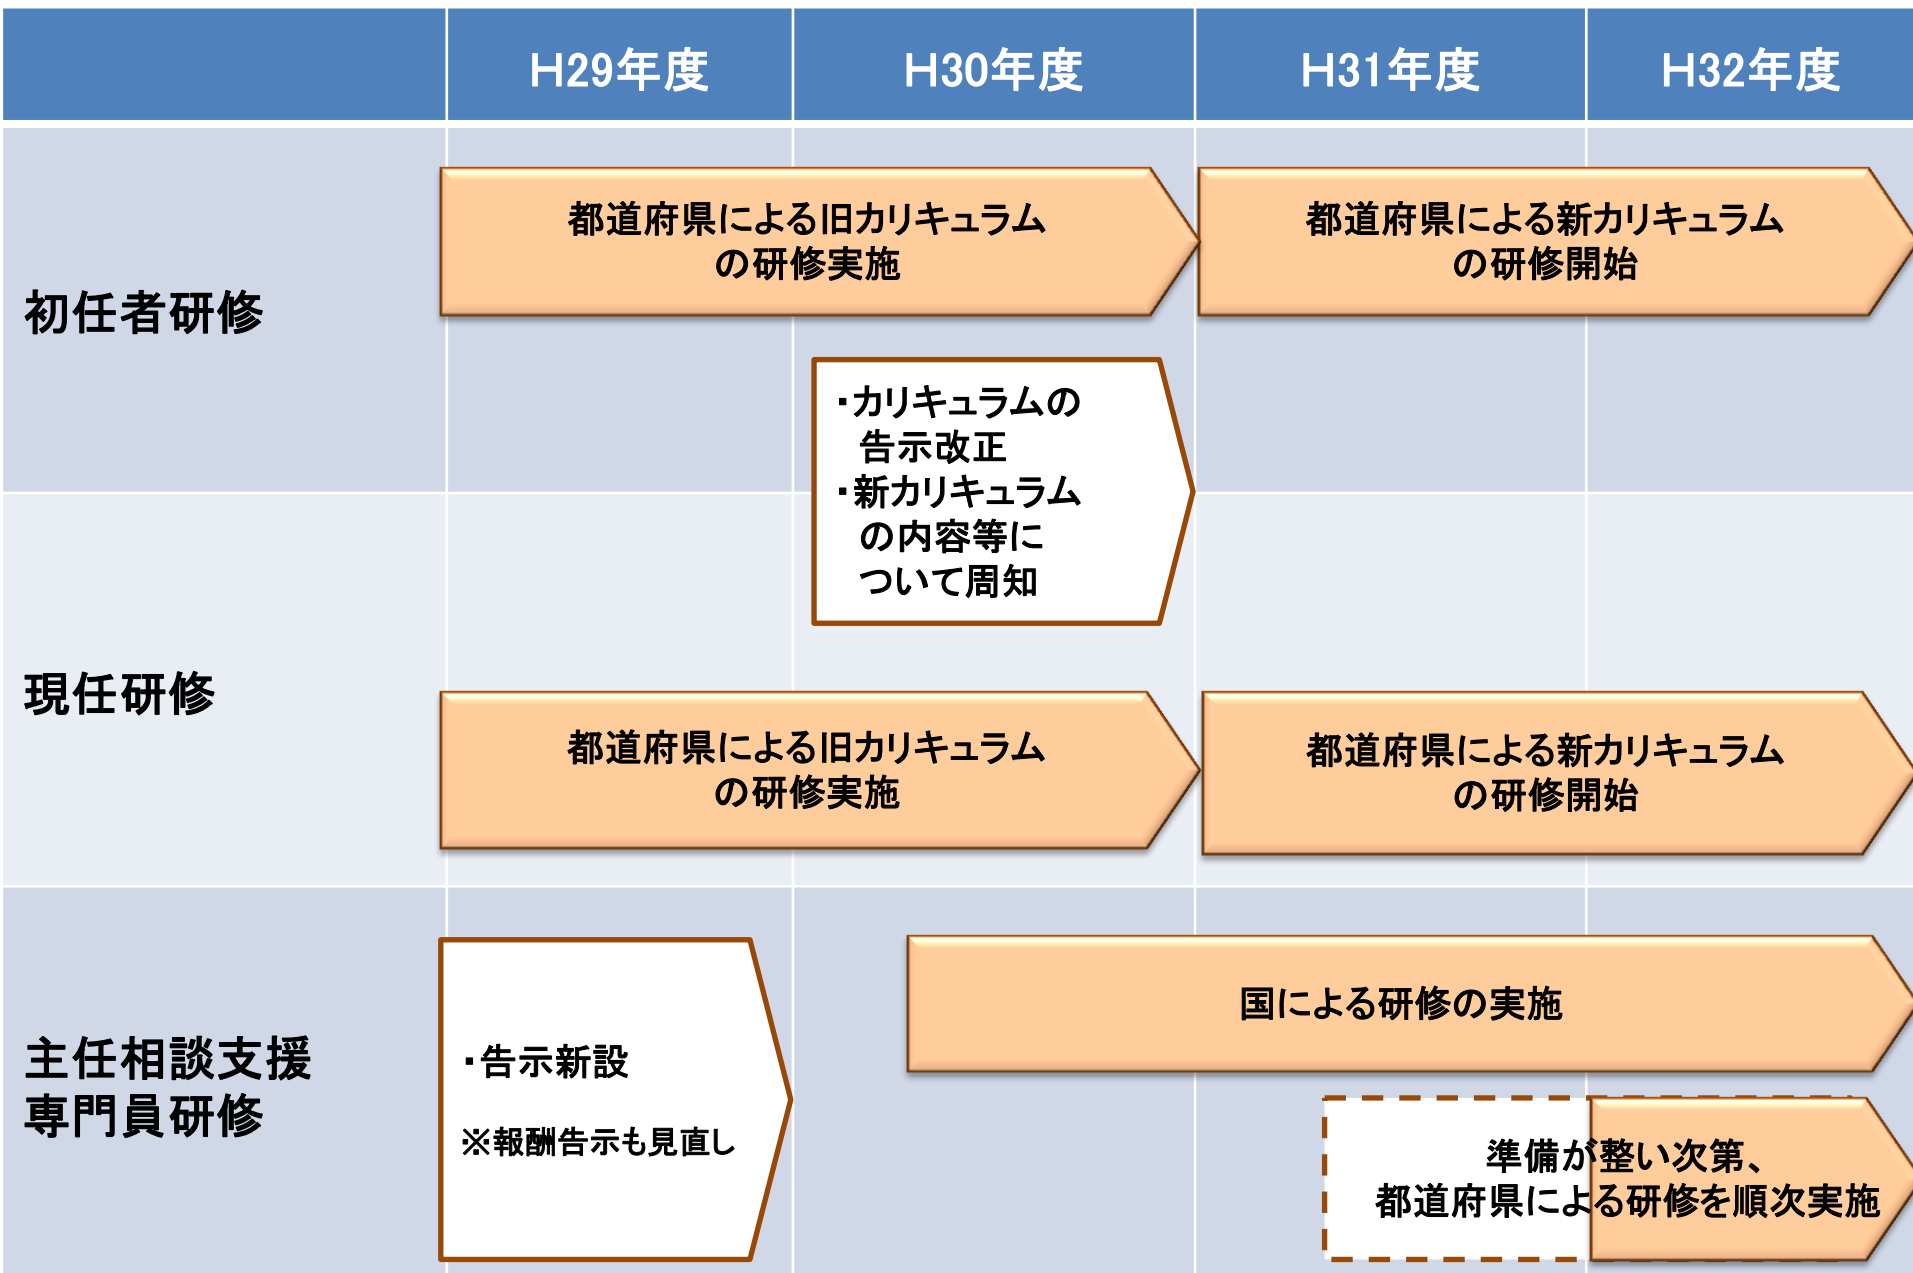 H29年度
H30年度
H31年度
H32年度
初任者研修
都道府県による旧カリキュラム
の研修実施
都道府県による新カリキュラム
の研修開始
・カリキュラムの
告示改正
・新カリキュラム
の内容等に
ついて周知
現任研修
都道府県による旧カリキュラム
の研修実施
都道府県による新カリキュラム
の研修開始
主任相談支援
専門員研修
・告示新設
※報酬告示も見直し
国による研修の実施
準備が整い次第、
都道府県による研修を順次実施